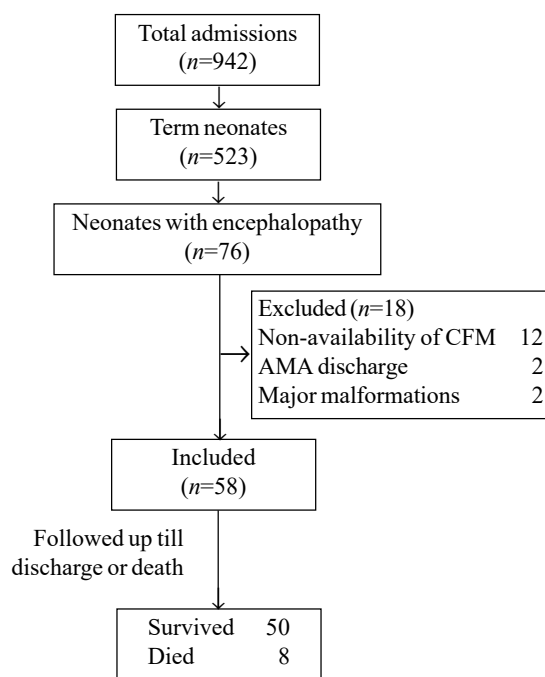 Total admissions
(n=942)
Term neonates
(n=523)
Neonates with encephalopathy
(n=76)
Excluded (n=18)
Non-availability of CFM 12
AMA discharge 2
Major malformations 2
Included
(n=58)
Followed up till
discharge or death
Survived 50
Died 8